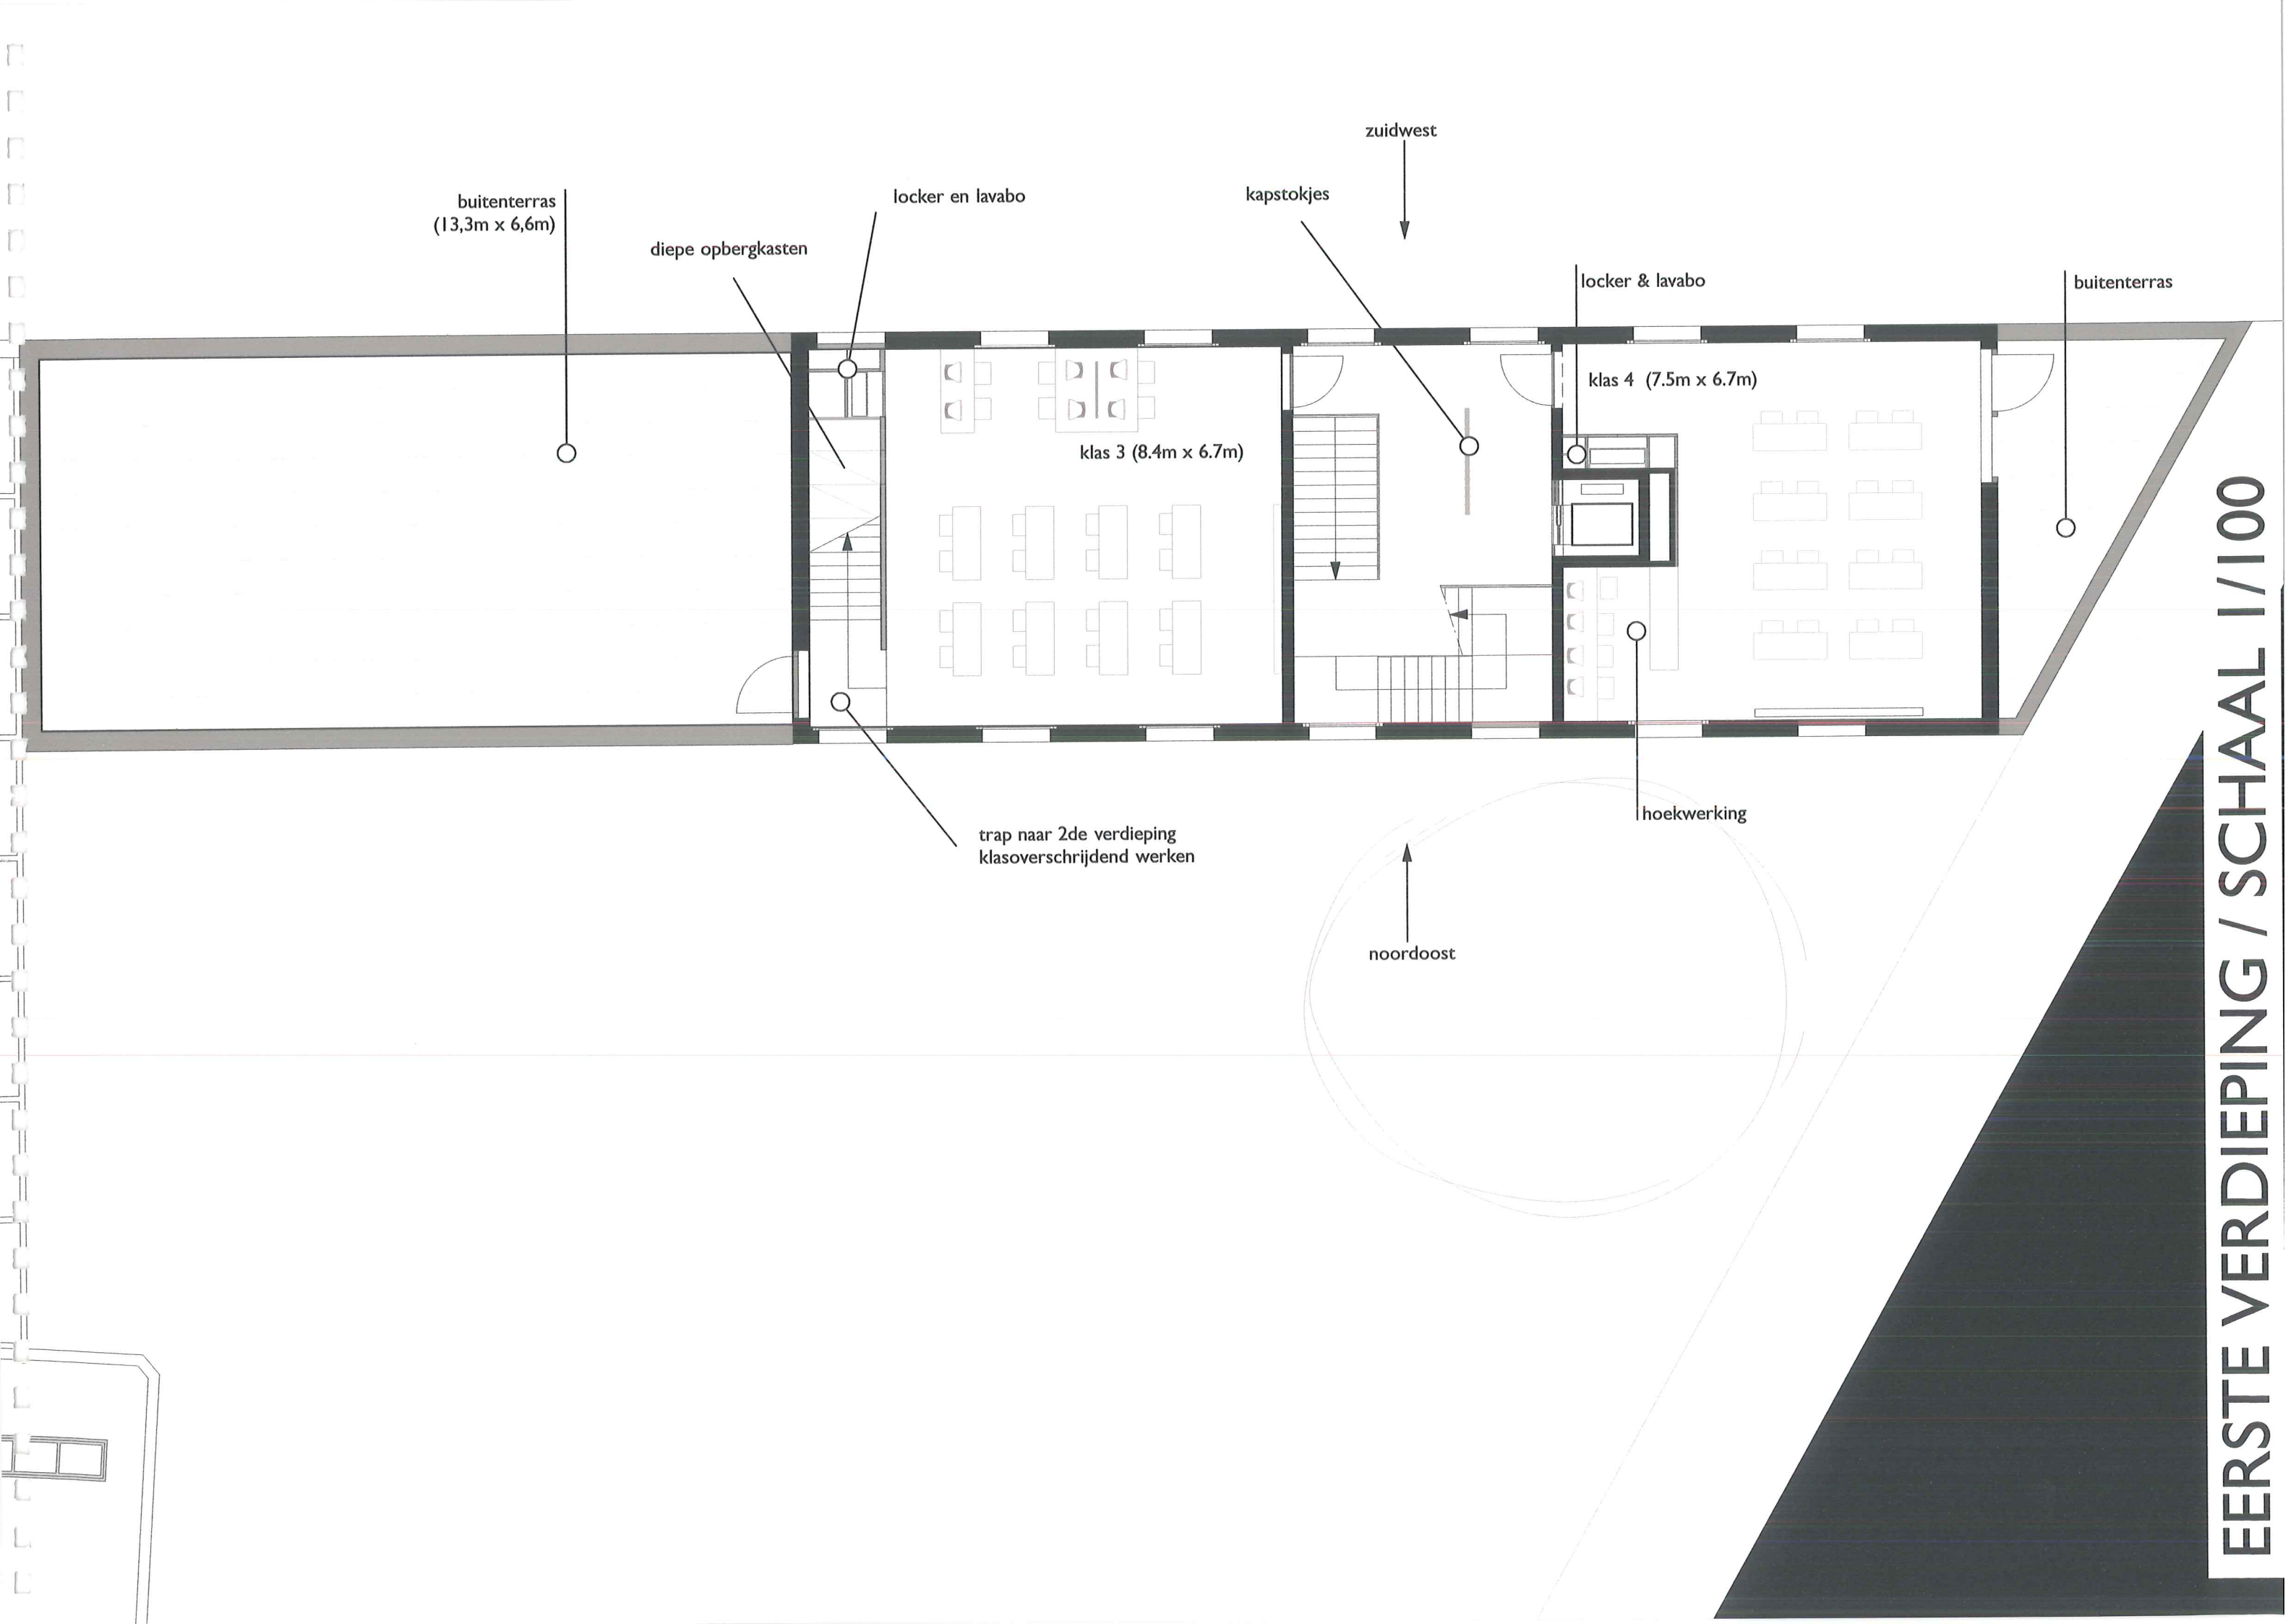 zuidwest
buitenterras
(13,3m x 6,6m)
locker en lavabo
kapstokjes
diepe opbergkasten
locker & lavabo
buitenterras
klas 4 (7.5m x 6.7m)
klas 3 (8.4m x 6.7m)
trap naar 2de verdieping
klasoverschrijdend werken
hoekwerking
noordoost
EERSTE VERDIEPING / SCHAAL 1/100